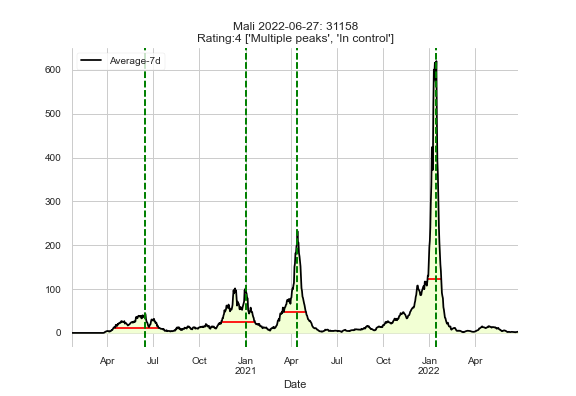 Mali 2022-06-27: 31158
Rating:4 ['Multiple peaks', 'In control']
Average-7d
600
500
400
300
200
100
0
Apr Jul Oct Jan Apr Jul Oct Jan Apr
2021 2022
Date